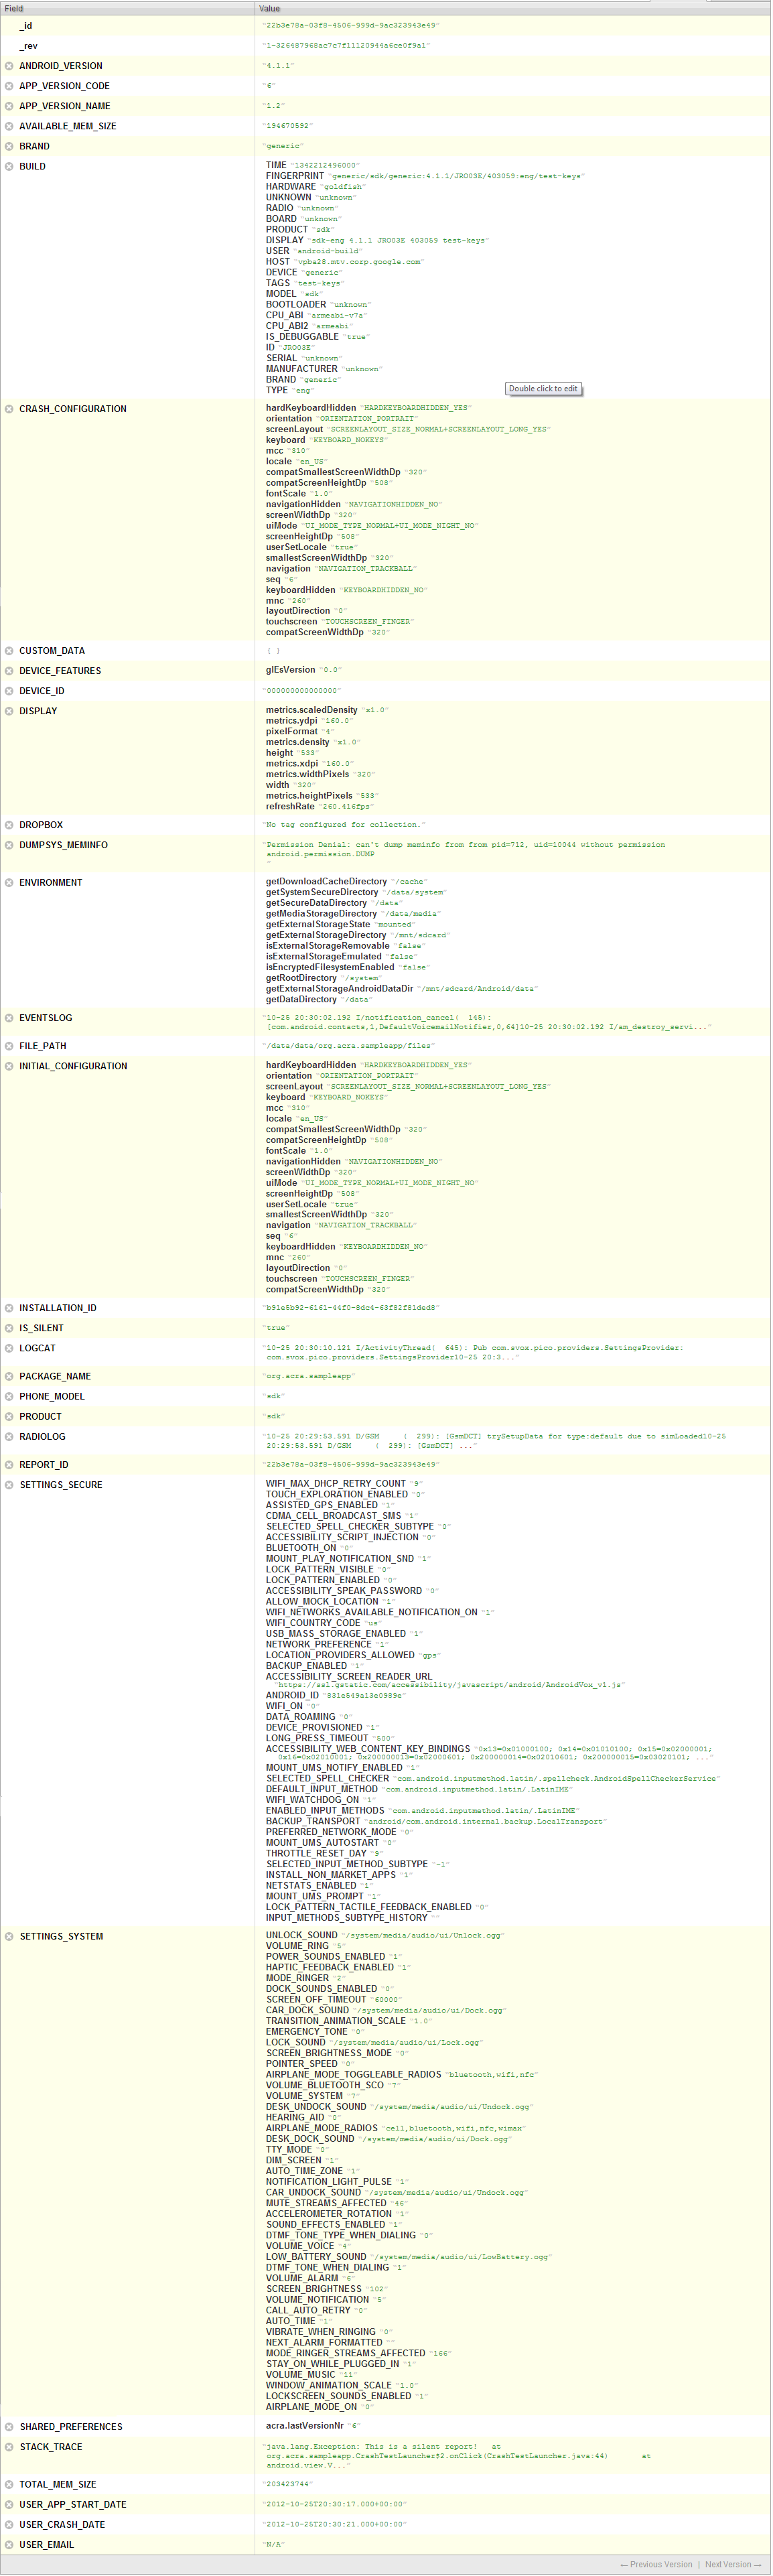 Field Value
_id "22b3e78a-03f8-4506-999d-9ac323943e49"
_rev "1-326487968ac7c7f11120944a6ce0f9a1"
ANDROID_VERSION "4.1.1"
APP_VERSION_CODE "6"
APP_VERSION_NAME "1.2"
AVAILABLE_MEM_SIZE "194670592"
BRAND "generic"
BUILD TIME "1342212496000"
FINGERPRINT "generic/sdk/generic:4.1.1/JRO03E/403059:eng/test-keys"
HARDWARE "goldfish"
UNKNOWN "unknown"
RADIO "unknown"
BOARD "unknown"
PRODUCT "sdk"
DISPLAY "sdk-eng 4.1.1 JRO03E 403059 test-keys"
USER "android-build"
HOST "vpba28.mtv.corp.google.com"
DEVICE "generic"
TAGS "test-keys"
MODEL "sdk"
BOOTLOADER "unknown"
CPU_ABI "armeabi-v7a"
CPU_ABI2 "armeabi"
IS_DEBUGGABLE "true"
ID "JRO03E"
SERIAL "unknown"
MANUFACTURER "unknown"
BRAND "generic"
Double click to edit
TYPE "eng"
CRASH_CONFIGURATION hardKeyboardHidden "HARDKEYBOARDHIDDEN_YES"
orientation "ORIENTATION_PORTRAIT"
screenLayout "SCREENLAYOUT_SIZE_NORMAL+SCREENLAYOUT_LONG_YES"
keyboard "KEYBOARD_NOKEYS"
mcc "310"
locale "en_US"
compatSmallestScreenWidthDp "320"
compatScreenHeightDp "508"
fontScale "1.0"
navigationHidden "NAVIGATIONHIDDEN_NO"
screenWidthDp "320"
uiMode "UI_MODE_TYPE_NORMAL+UI_MODE_NIGHT_NO"
screenHeightDp "508"
userSetLocale "true"
smallestScreenWidthDp "320"
navigation "NAVIGATION_TRACKBALL"
seq "6"
keyboardHidden "KEYBOARDHIDDEN_NO"
mnc "260"
layoutDirection "0"
touchscreen "TOUCHSCREEN_FINGER"
compatScreenWidthDp "320"
CUSTOM_DATA { }
DEVICE_FEATURES glEsVersion "0.0"
DEVICE_ID "000000000000000"
DISPLAY metrics.scaledDensity "x1.0"
metrics.ydpi "160.0"
pixelFormat "4"
metrics.density "x1.0"
height "533"
metrics.xdpi "160.0"
metrics.widthPixels "320"
width "320"
metrics.heightPixels "533"
refreshRate "260.416fps"
DROPBOX "No tag configured for collection."
DUMPSYS_MEMINFO "Permission Denial: can't dump meminfo from from pid=712, uid=10044 without permission
android.permission.DUMP
"
ENVIRONMENT getDownloadCacheDirectory "/cache"
getSystemSecureDirectory "/data/system"
getSecureDataDirectory "/data"
getMediaStorageDirectory "/data/media"
getExternalStorageState "mounted"
getExternalStorageDirectory "/mnt/sdcard"
isExternalStorageRemovable "false"
isExternalStorageEmulated "false"
isEncryptedFilesystemEnabled "false"
getRootDirectory "/system"
getExternalStorageAndroidDataDir "/mnt/sdcard/Android/data"
getDataDirectory "/data"
EVENTSLOG "10-25 20:30:02.192 I/notification_cancel( 145):
[com.android.contacts,1,DefaultVoicemailNotifier,0,64]10-25 20:30:02.192 I/am_destroy_servi..."
FILE_PATH "/data/data/org.acra.sampleapp/files"
INITIAL_CONFIGURATION hardKeyboardHidden "HARDKEYBOARDHIDDEN_YES"
orientation "ORIENTATION_PORTRAIT"
screenLayout "SCREENLAYOUT_SIZE_NORMAL+SCREENLAYOUT_LONG_YES"
keyboard "KEYBOARD_NOKEYS"
mcc "310"
locale "en_US"
compatSmallestScreenWidthDp "320"
compatScreenHeightDp "508"
fontScale "1.0"
navigationHidden "NAVIGATIONHIDDEN_NO"
screenWidthDp "320"
uiMode "UI_MODE_TYPE_NORMAL+UI_MODE_NIGHT_NO"
screenHeightDp "508"
userSetLocale "true"
smallestScreenWidthDp "320"
navigation "NAVIGATION_TRACKBALL"
seq "6"
keyboardHidden "KEYBOARDHIDDEN_NO"
mnc "260"
layoutDirection "0"
touchscreen "TOUCHSCREEN_FINGER"
compatScreenWidthDp "320"
INSTALLATION_ID "b91e5b92-6161-44f0-8dc4-63f82f81ded8"
IS_SILENT "true"
LOGCAT "10-25 20:30:10.121 I/ActivityThread( 645): Pub com.svox.pico.providers.SettingsProvider:
com.svox.pico.providers.SettingsProvider10-25 20:3..."
PACKAGE_NAME "org.acra.sampleapp"
PHONE_MODEL "sdk"
PRODUCT "sdk"
RADIOLOG "10-25 20:29:53.591 D/GSM ( 299): [GsmDCT] trySetupData for type:default due to simLoaded10-25
20:29:53.591 D/GSM ( 299): [GsmDCT] ..."
REPORT_ID "22b3e78a-03f8-4506-999d-9ac323943e49"
SETTINGS_SECURE WIFI_MAX_DHCP_RETRY_COUNT "9"
TOUCH_EXPLORATION_ENABLED "0"
ASSISTED_GPS_ENABLED "1"
CDMA_CELL_BROADCAST_SMS "1"
SELECTED_SPELL_CHECKER_SUBTYPE "0"
ACCESSIBILITY_SCRIPT_INJECTION "0"
BLUETOOTH_ON "0"
MOUNT_PLAY_NOTIFICATION_SND "1"
LOCK_PATTERN_VISIBLE "0"
LOCK_PATTERN_ENABLED "0"
ACCESSIBILITY_SPEAK_PASSWORD "0"
ALLOW_MOCK_LOCATION "1"
WIFI_NETWORKS_AVAILABLE_NOTIFICATION_ON "1"
WIFI_COUNTRY_CODE "us"
USB_MASS_STORAGE_ENABLED "1"
NETWORK_PREFERENCE "1"
LOCATION_PROVIDERS_ALLOWED "gps"
BACKUP_ENABLED "1"
ACCESSIBILITY_SCREEN_READER_URL
"https://ssl.gstatic.com/accessibility/javascript/android/AndroidVox_v1.js"
ANDROID_ID "831e549a13e0989e"
WIFI_ON "0"
DATA_ROAMING "0"
DEVICE_PROVISIONED "1"
LONG_PRESS_TIMEOUT "500"
ACCESSIBILITY_WEB_CONTENT_KEY_BINDINGS "0x13=0x01000100; 0x14=0x01010100; 0x15=0x02000001;
0x16=0x02010001; 0x200000013=0x02000601; 0x200000014=0x02010601; 0x200000015=0x03020101; ..."
MOUNT_UMS_NOTIFY_ENABLED "1"
SELECTED_SPELL_CHECKER "com.android.inputmethod.latin/.spellcheck.AndroidSpellCheckerService"
DEFAULT_INPUT_METHOD "com.android.inputmethod.latin/.LatinIME"
WIFI_WATCHDOG_ON "1"
ENABLED_INPUT_METHODS "com.android.inputmethod.latin/.LatinIME"
BACKUP_TRANSPORT "android/com.android.internal.backup.LocalTransport"
PREFERRED_NETWORK_MODE "0"
MOUNT_UMS_AUTOSTART "0"
THROTTLE_RESET_DAY "9"
SELECTED_INPUT_METHOD_SUBTYPE "-1"
INSTALL_NON_MARKET_APPS "1"
NETSTATS_ENABLED "1"
MOUNT_UMS_PROMPT "1"
LOCK_PATTERN_TACTILE_FEEDBACK_ENABLED "0"
INPUT_METHODS_SUBTYPE_HISTORY ""
SETTINGS_SYSTEM UNLOCK_SOUND "/system/media/audio/ui/Unlock.ogg"
VOLUME_RING "5"
POWER_SOUNDS_ENABLED "1"
HAPTIC_FEEDBACK_ENABLED "1"
MODE_RINGER "2"
DOCK_SOUNDS_ENABLED "0"
SCREEN_OFF_TIMEOUT "60000"
CAR_DOCK_SOUND "/system/media/audio/ui/Dock.ogg"
TRANSITION_ANIMATION_SCALE "1.0"
EMERGENCY_TONE "0"
LOCK_SOUND "/system/media/audio/ui/Lock.ogg"
SCREEN_BRIGHTNESS_MODE "0"
POINTER_SPEED "0"
AIRPLANE_MODE_TOGGLEABLE_RADIOS "bluetooth,wifi,nfc"
VOLUME_BLUETOOTH_SCO "7"
VOLUME_SYSTEM "7"
DESK_UNDOCK_SOUND "/system/media/audio/ui/Undock.ogg"
HEARING_AID "0"
AIRPLANE_MODE_RADIOS "cell,bluetooth,wifi,nfc,wimax"
DESK_DOCK_SOUND "/system/media/audio/ui/Dock.ogg"
TTY_MODE "0"
DIM_SCREEN "1"
AUTO_TIME_ZONE "1"
NOTIFICATION_LIGHT_PULSE "1"
CAR_UNDOCK_SOUND "/system/media/audio/ui/Undock.ogg"
MUTE_STREAMS_AFFECTED "46"
ACCELEROMETER_ROTATION "1"
SOUND_EFFECTS_ENABLED "1"
DTMF_TONE_TYPE_WHEN_DIALING "0"
VOLUME_VOICE "4"
LOW_BATTERY_SOUND "/system/media/audio/ui/LowBattery.ogg"
DTMF_TONE_WHEN_DIALING "1"
VOLUME_ALARM "6"
SCREEN_BRIGHTNESS "102"
VOLUME_NOTIFICATION "5"
CALL_AUTO_RETRY "0"
AUTO_TIME "1"
VIBRATE_WHEN_RINGING "0"
NEXT_ALARM_FORMATTED ""
MODE_RINGER_STREAMS_AFFECTED "166"
STAY_ON_WHILE_PLUGGED_IN "1"
VOLUME_MUSIC "11"
WINDOW_ANIMATION_SCALE "1.0"
LOCKSCREEN_SOUNDS_ENABLED "1"
AIRPLANE_MODE_ON "0"
SHARED_PREFERENCES acra.lastVersionNr "6"
STACK_TRACE "java.lang.Exception: This is a silent report! at
org.acra.sampleapp.CrashTestLauncher$2.onClick(CrashTestLauncher.java:44) at
android.view.V..."
TOTAL_MEM_SIZE "203423744"
USER_APP_START_DATE "2012-10-25T20:30:17.000+00:00"
USER_CRASH_DATE "2012-10-25T20:30:21.000+00:00"
USER_EMAIL "N/A"
← Previous Version | Next Version →